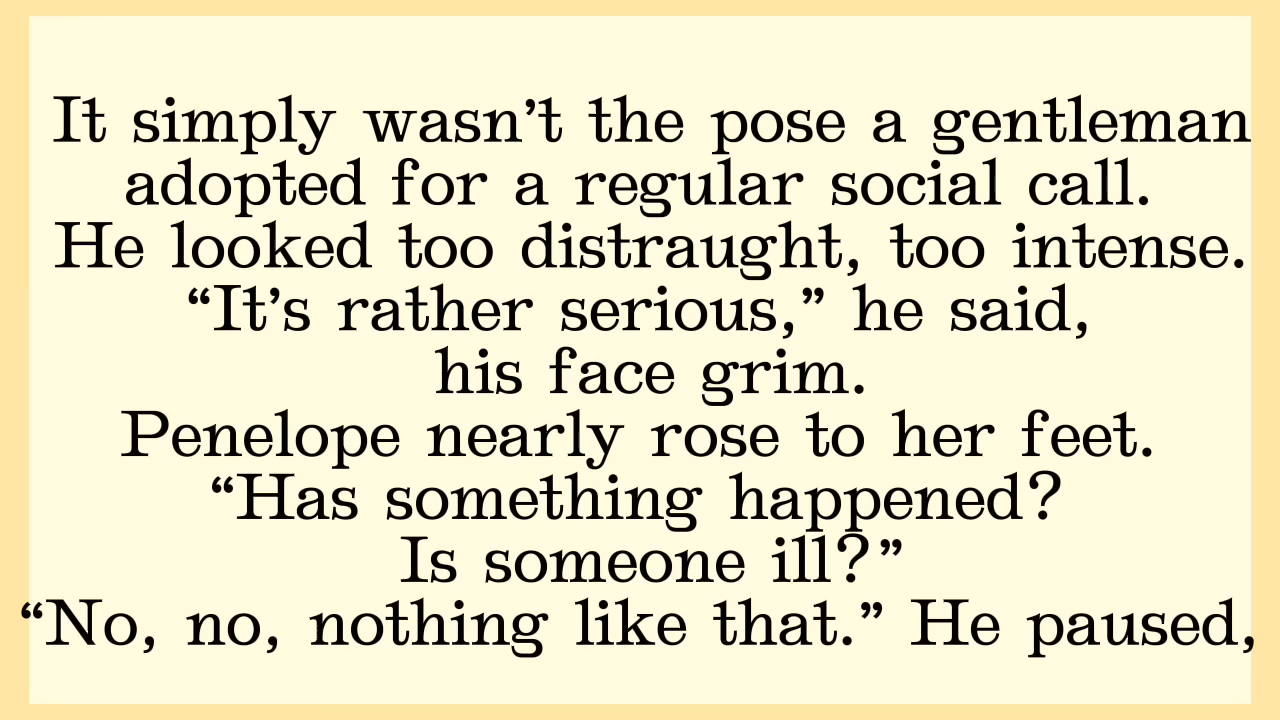 It simply wasn’t the pose a gentleman
adopted for a regular social call.
He looked too distraught, too intense.
“It’s rather serious,” he said,
his face grim.
Penelope nearly rose to her feet.
“Has something happened?
Is someone ill?”
“No, no, nothing like that.” He paused,